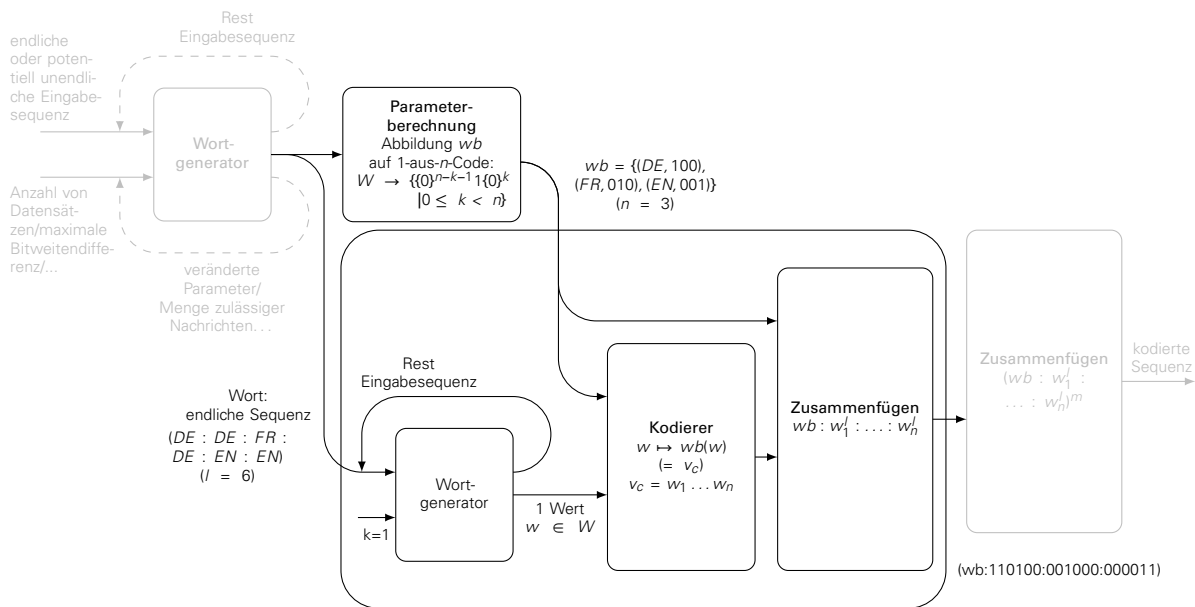 Rest
Eingabesequenz
endliche
oder poten-
tiell unendli-
che Eingabe-
sequenz
Wort-
generator
Anzahl von
Datensät-
zen/maximale
Bitweitendiffe-
renz/...
veränderte
Parameter/
Menge zulässiger
Nachrichten...
Parameter-
berechnung
Abbildung wb
auf 1-aus-n-Code:
W → {{0}^{n−k−1}1{0}^k
|0 ≤ k < n}
wb = {(DE, 100),
(FR, 010), (EN, 001)}
(n = 3)
Wort:
endliche Sequenz
(DE : DE : FR :
DE : EN : EN)
(l = 6)
Rest
Eingabesequenz
Wort-
generator
k=1
1 Wert
w ∈ W
Kodierer
w ↦ wb(w)
(= v_c)
v_c = w_1 ... w_n
Zusammenfügen
wb : w_1^l : ... : w_n^l
Zusammenfügen
(wb : w_1^l :
... : w_n^l)^m
kodierte
Sequenz
(wb:110100:001000:000011)